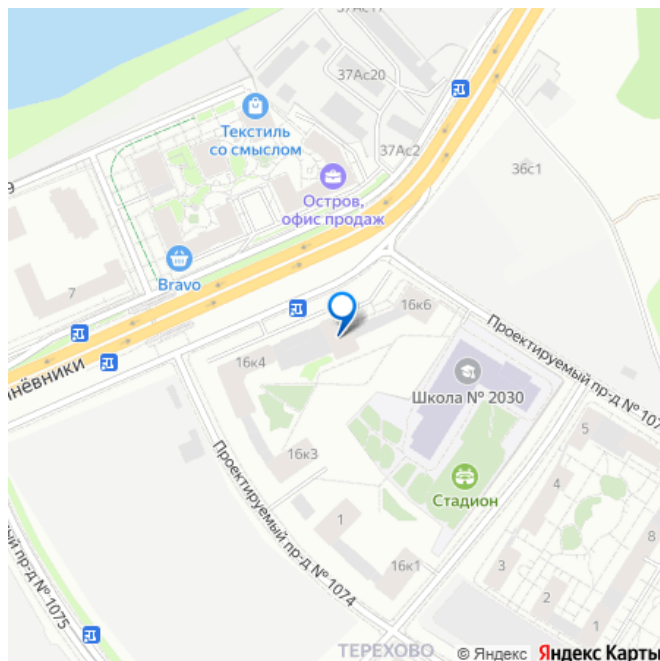 37Ас17
37Ас20
Текстиль
со смыслом
37Ас2
36с1
Остров,
офис продаж
Bravo
7
16к6
16к4
Школа № 2030
Проектируемый пр-д № 107
5
16к3
Стадион
4
1
8
Проектируемый пр-д № 1074
16к1
3
2
1
пр-д № 1075
ТЕРЕХОВО
© Яндекс
Яндекс Карты